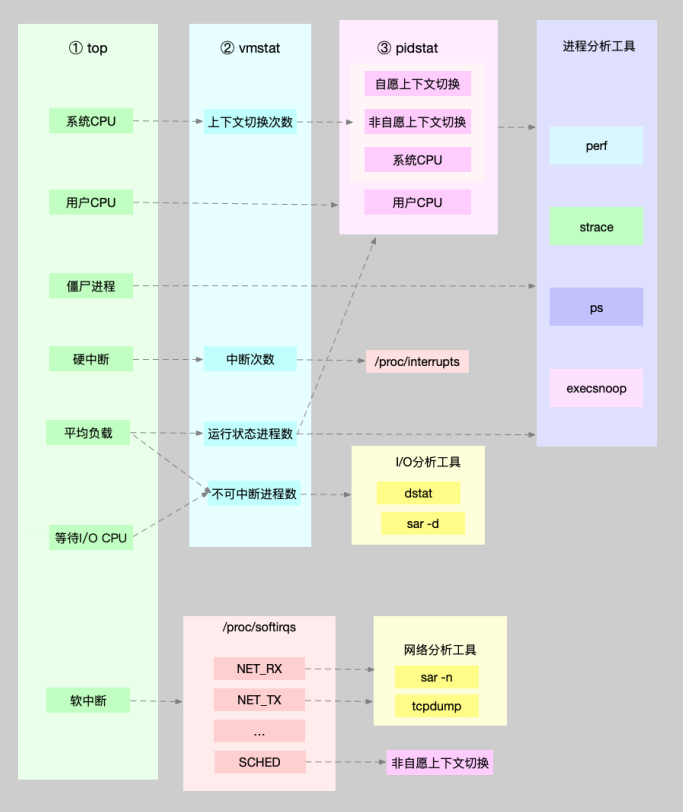 ① top
系统CPU
用户CPU
僵尸进程
硬中断
平均负载
等待I/O CPU
软中断
② vmstat
上下文切换次数
中断次数
运行状态进程数
不可中断进程数
③ pidstat
自愿上下文切换
非自愿上下文切换
系统CPU
用户CPU
/proc/interrupts
进程分析工具
perf
strace
ps
execsnoop
I/O分析工具
dstat
sar -d
/proc/softirqs
NET_RX
NET_TX
...
SCHED
网络分析工具
sar -n
tcpdump
非自愿上下文切换